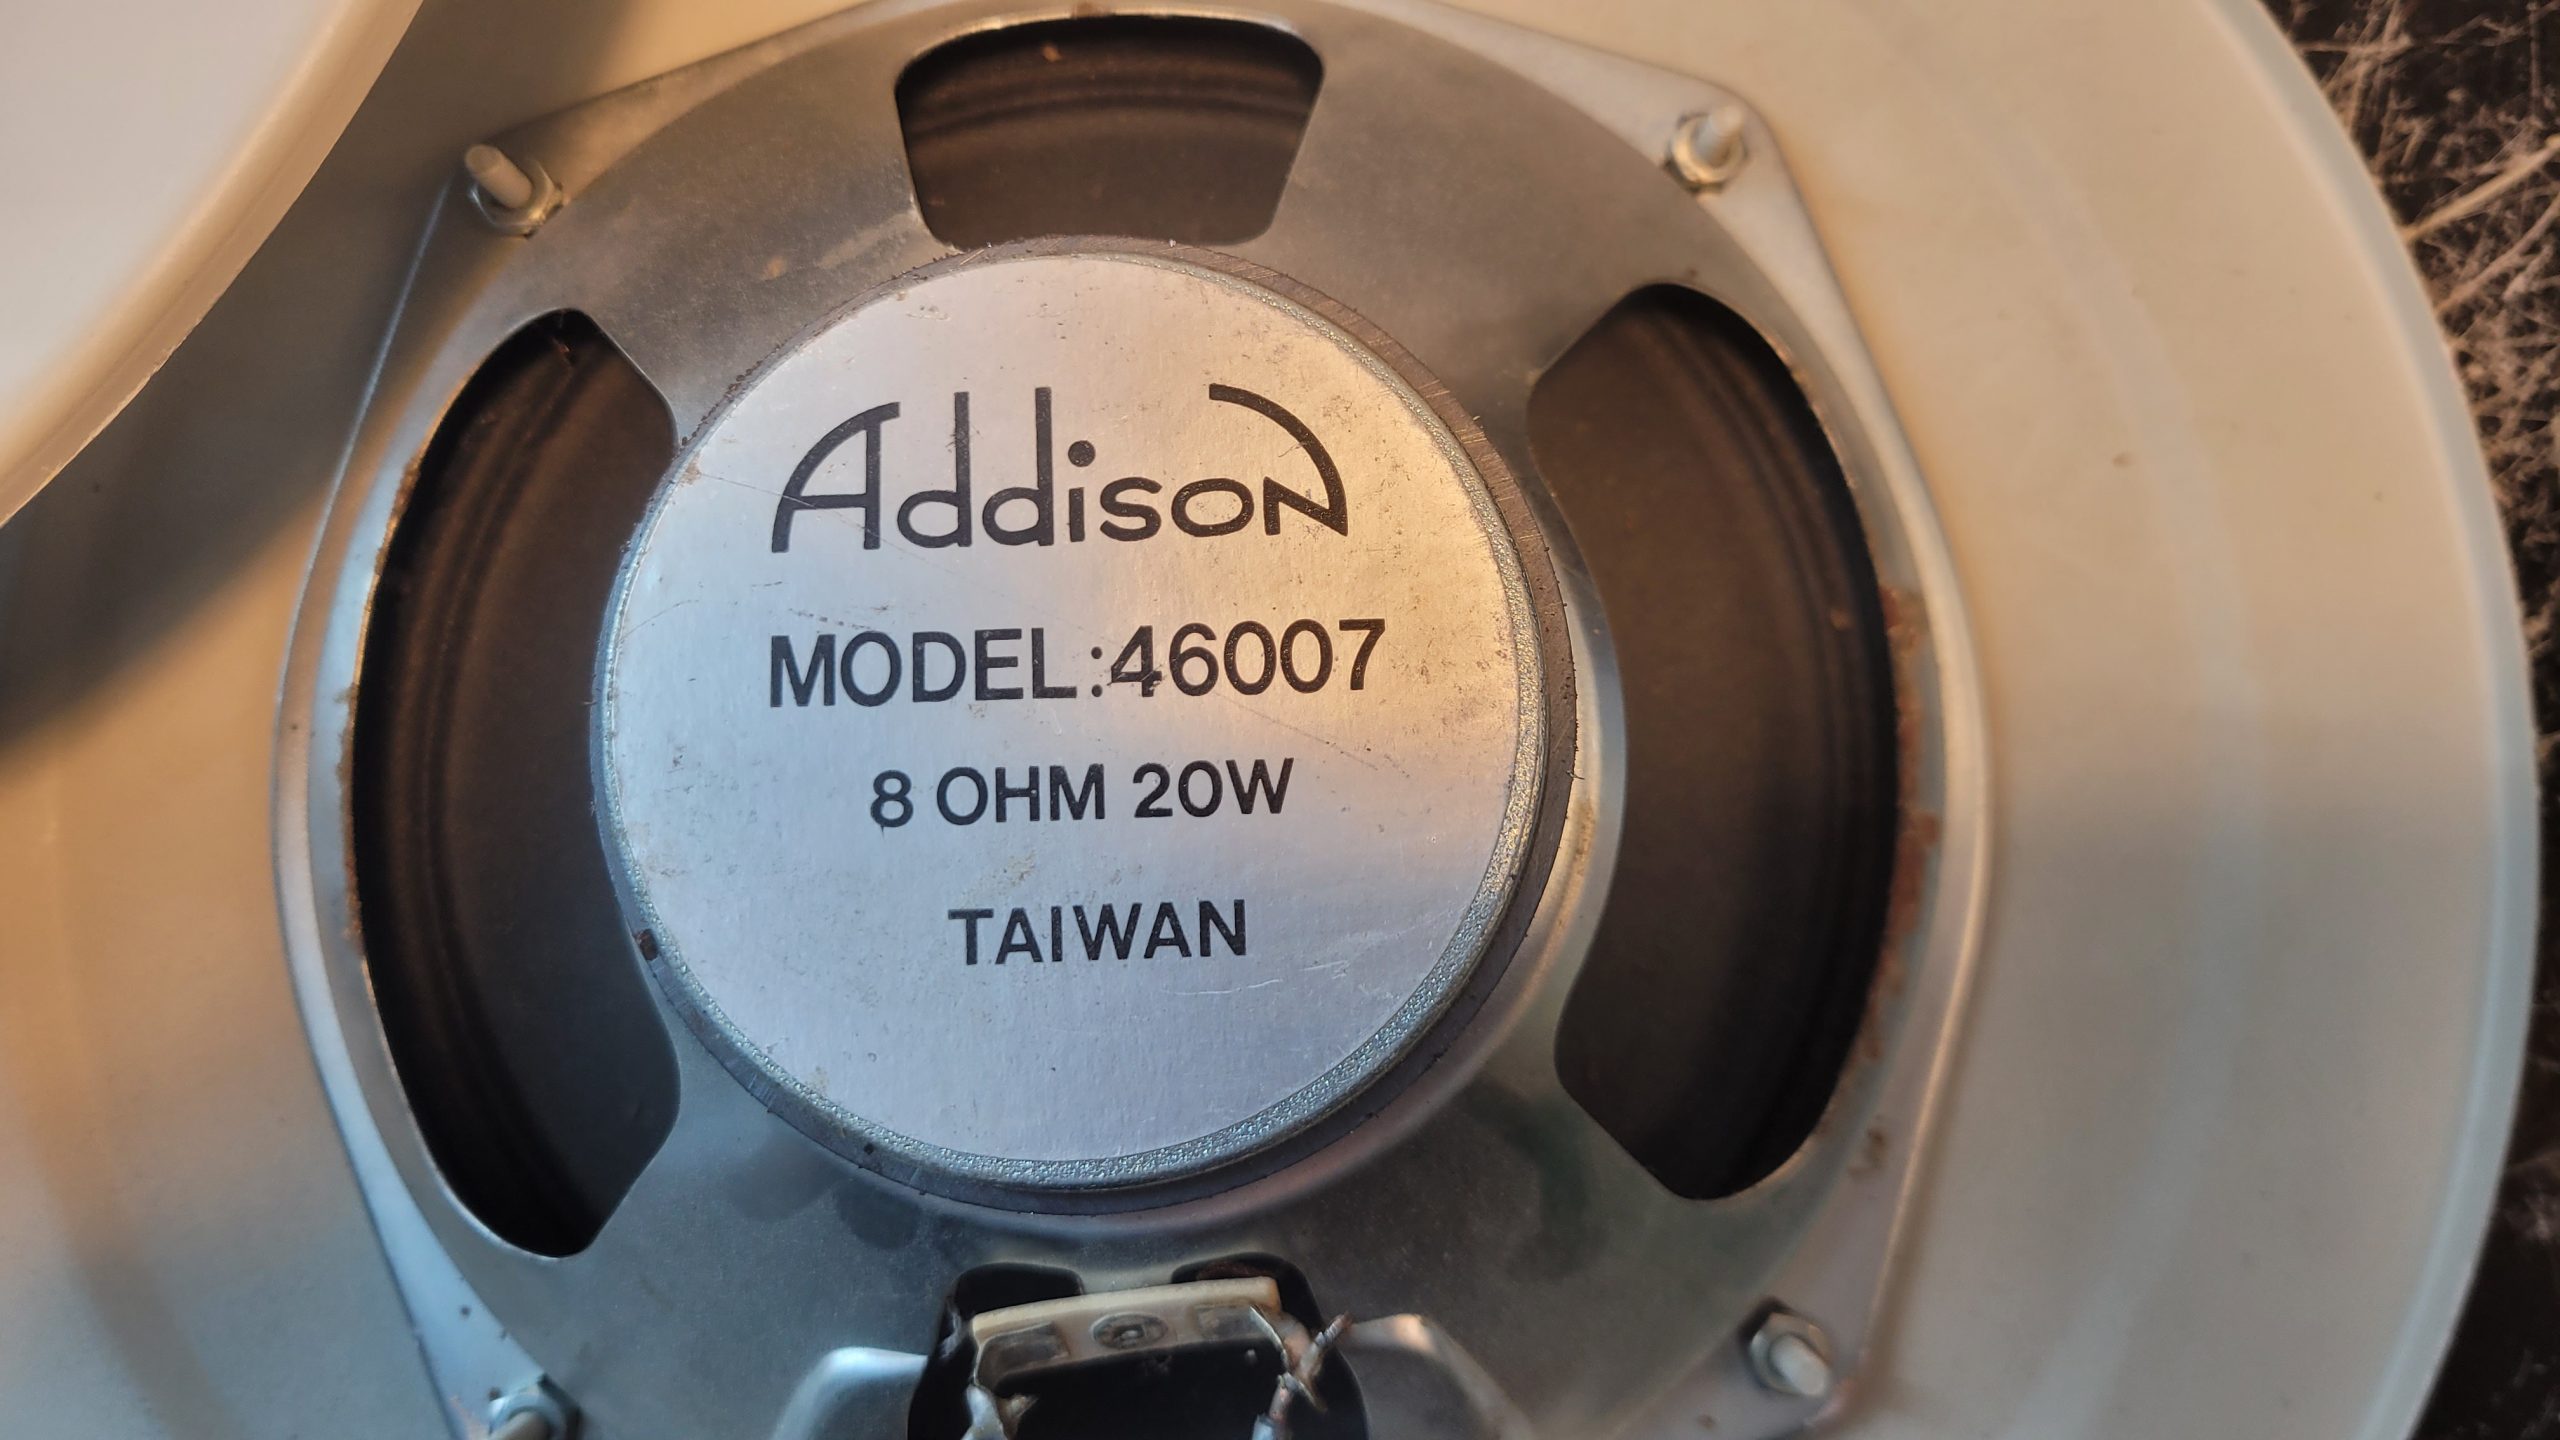 Addison
MODEL:46007
8 OHM 20W
TAIWAN